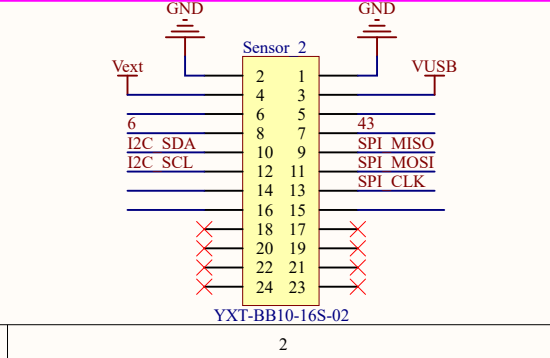 GND GND
Sensor_2
Vext VUSB
2 1
4 3
6 5
6 8 7 43
I2C_SDA 10 9 SPI_MISO
I2C_SCL 12 11 SPI_MOSI
14 13 SPI_CLK
16 15
18 17
20 19
22 21
24 23
YXT-BB10-16S-02
2